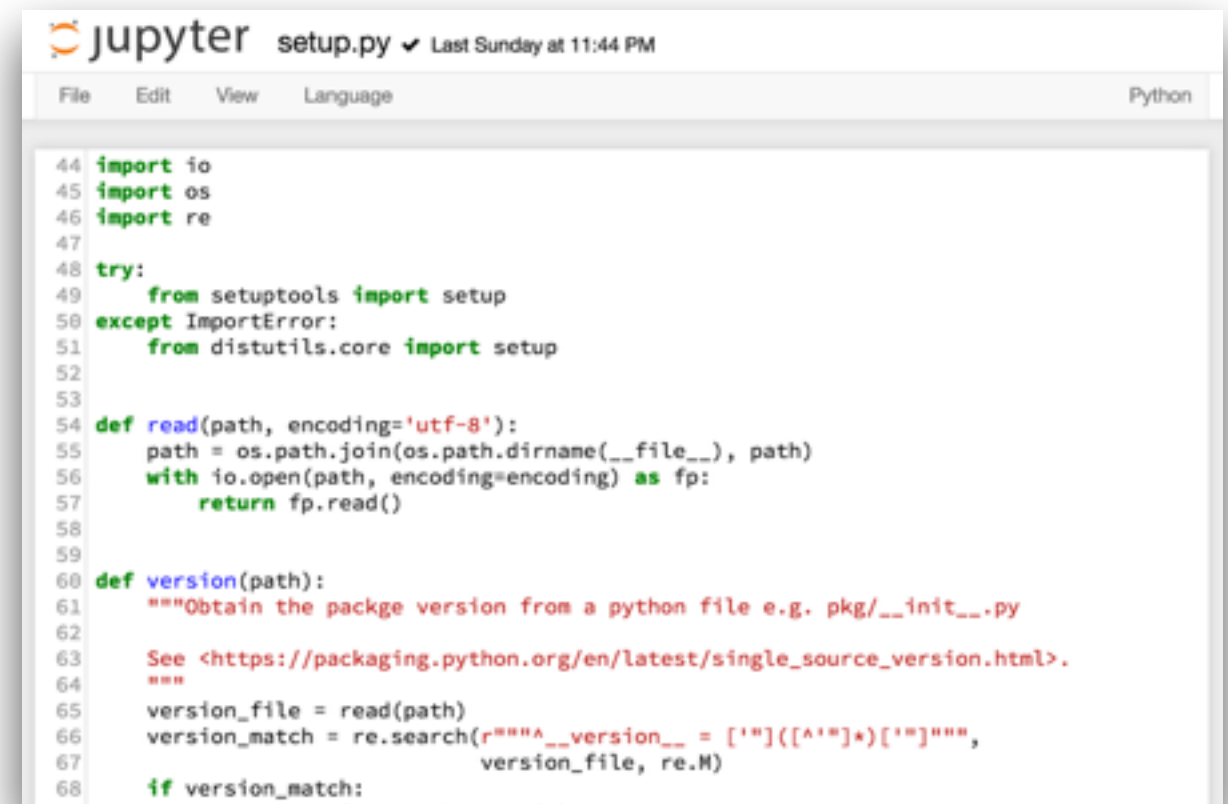 jupyter setup.py ✔ Last Sunday at 11:44 PM
File Edit View Language Python
44 import io
45 import os
46 import re
47
48 try:
49     from setuptools import setup
50 except ImportError:
51     from distutils.core import setup
52
53
54 def read(path, encoding='utf-8'):
55     path = os.path.join(os.path.dirname(__file__), path)
56     with io.open(path, encoding=encoding) as fp:
57         return fp.read()
58
59
60 def version(path):
61     """Obtain the packge version from a python file e.g. pkg/__init__.py
62
63     See <https://packaging.python.org/en/latest/single_source_version.html>.
64     """
65     version_file = read(path)
66     version_match = re.search(r"""^__version__ = ['"]([^'"]*)['"]""",
67                               version_file, re.M)
68     if version_match: